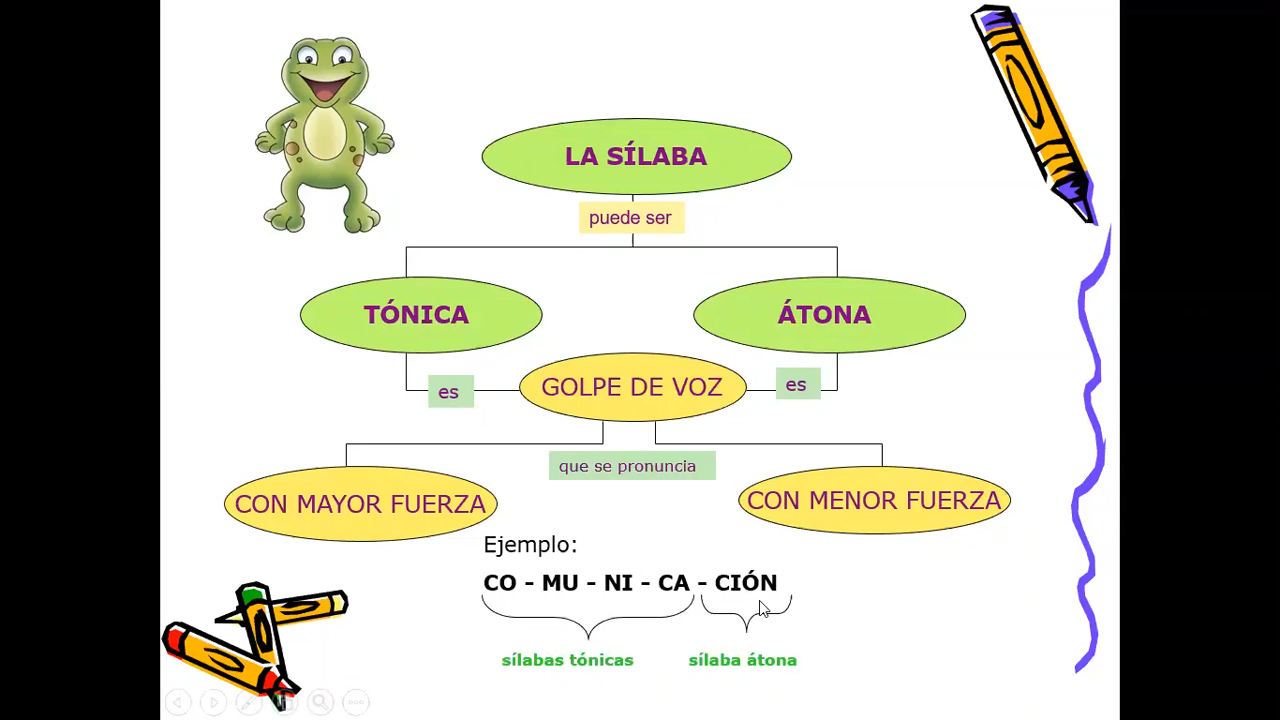 LA SÍLABA
puede ser
TÓNICA
ÁTONA
es
GOLPE DE VOZ
es
que se pronuncia
CON MAYOR FUERZA
CON MENOR FUERZA
Ejemplo:
CO - MU - NI - CA - CIÓN
sílabas tónicas
sílaba átona